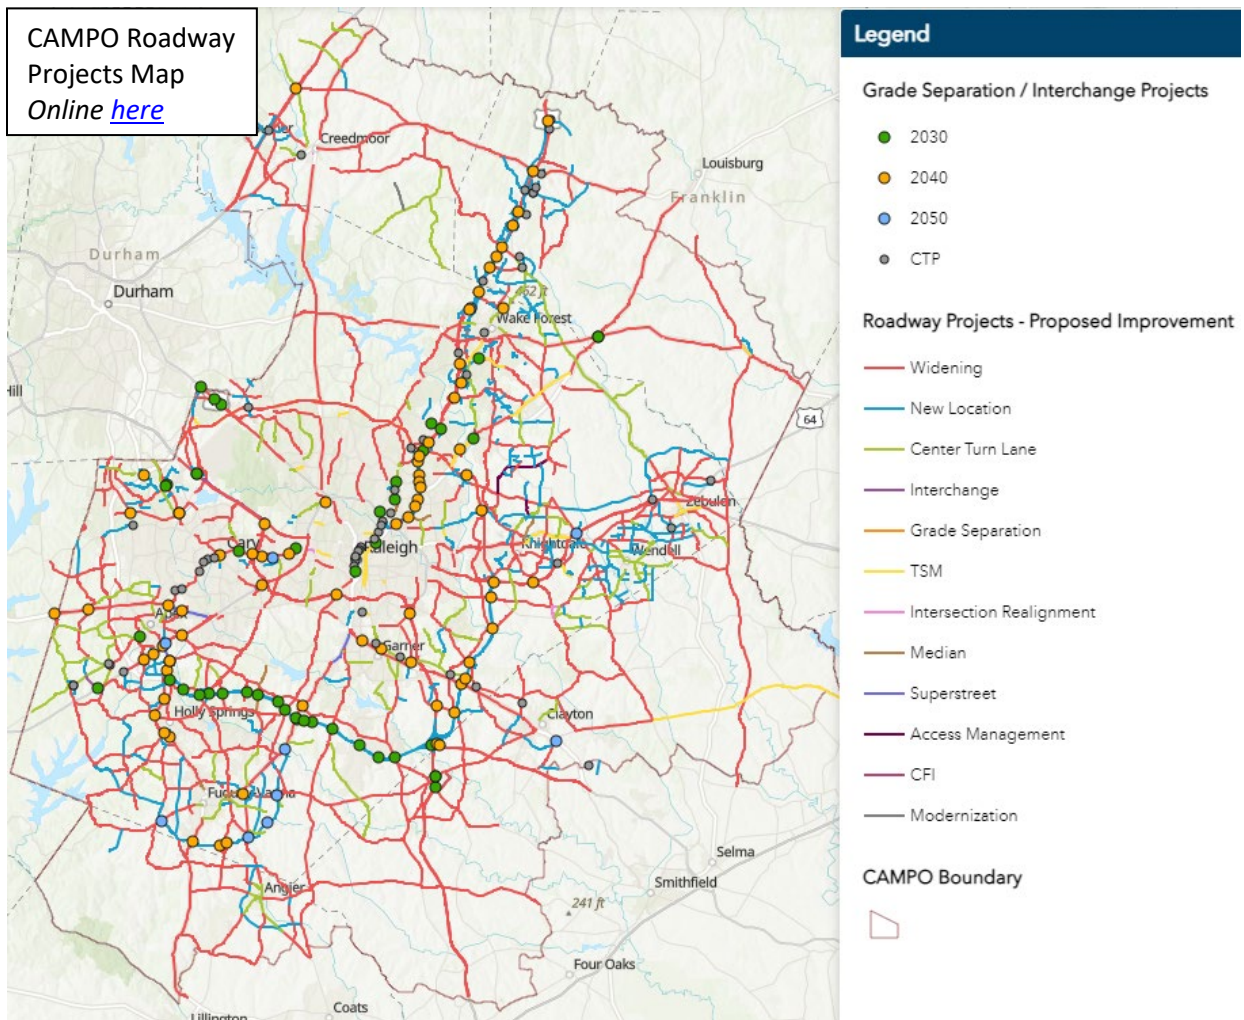 CAMPO Roadway
Projects Map
Online here
Creedmoor
Louisburg
Franklin
Durham
Durham
Hill
Wake Forest
64
Zebulon
Cary
Raleigh
Knightdale
Wendell
Apex
Garner
Holly Springs
Clayton
Fuquay-Varina
Selma
Smithfield
Angier
241 ft
Four Oaks
Coats
Lillington
Legend
Grade Separation / Interchange Projects
2030
2040
2050
CTP
Roadway Projects - Proposed Improvement
Widening
New Location
Center Turn Lane
Interchange
Grade Separation
TSM
Intersection Realignment
Median
Superstreet
Access Management
CFI
Modernization
CAMPO Boundary